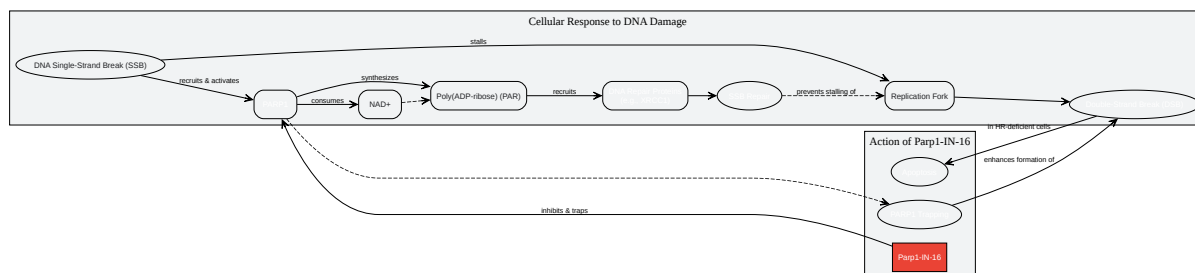 Cellular Response to DNA Damage
stalls
DNA Single-Strand Break (SSB)
recruits & activates
synthesizes
consumes
NAD+
Poly(ADP-ribose) (PAR)
recruits
prevents stalling of
Replication Fork
in HR-deficient cells
Action of Parp1-IN-16
enhances formation of
inhibits & traps
Parp1-IN-16